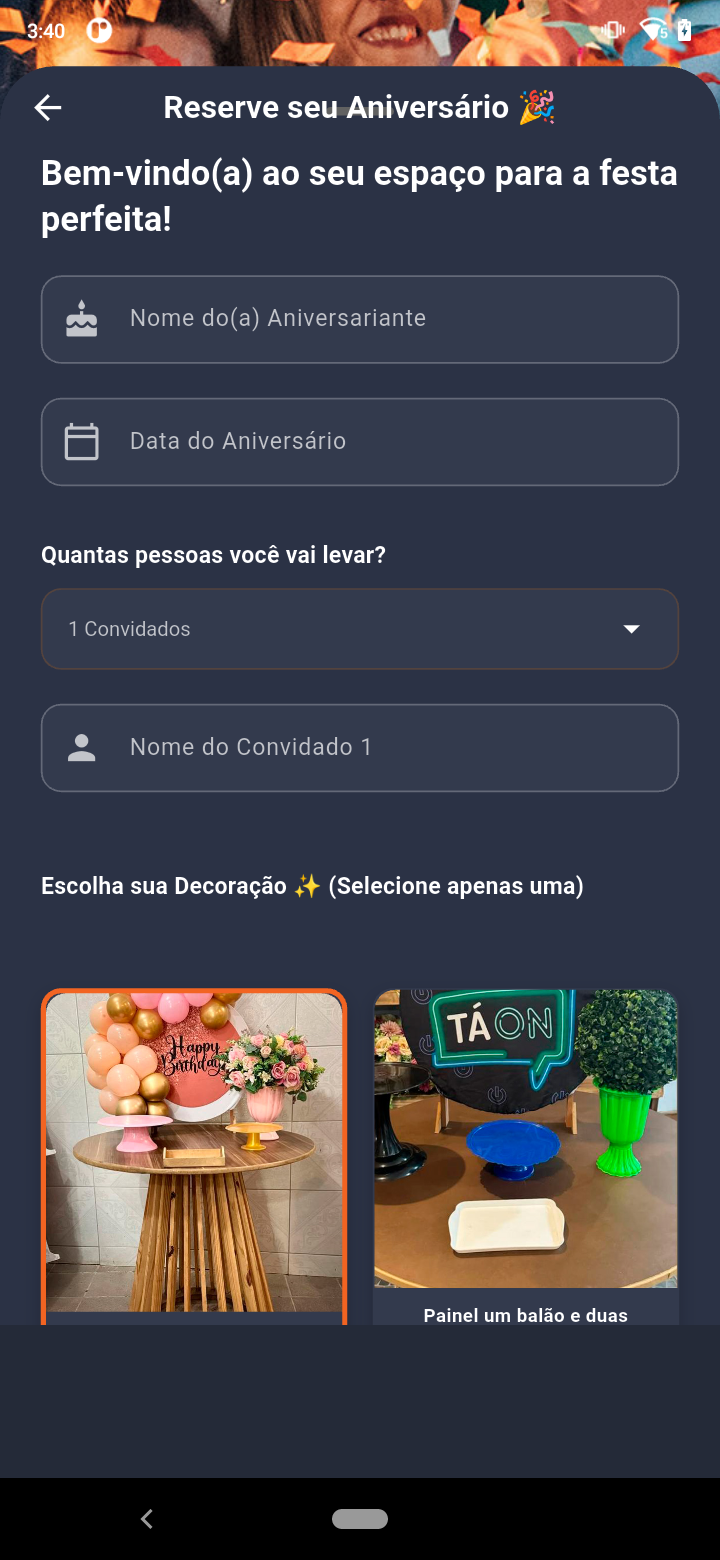 3:40
5
Reserve seu Aniversário 🎉
Bem-vindo(a) ao seu espaço para a festa
perfeita!
Nome do(a) Aniversariante
Data do Aniversário
Quantas pessoas você vai levar?
1 Convidados
Nome do Convidado 1
Escolha sua Decoração ✨ (Selecione apenas uma)
Happy
Birthday
TÁ ON
Painel um balão e duas